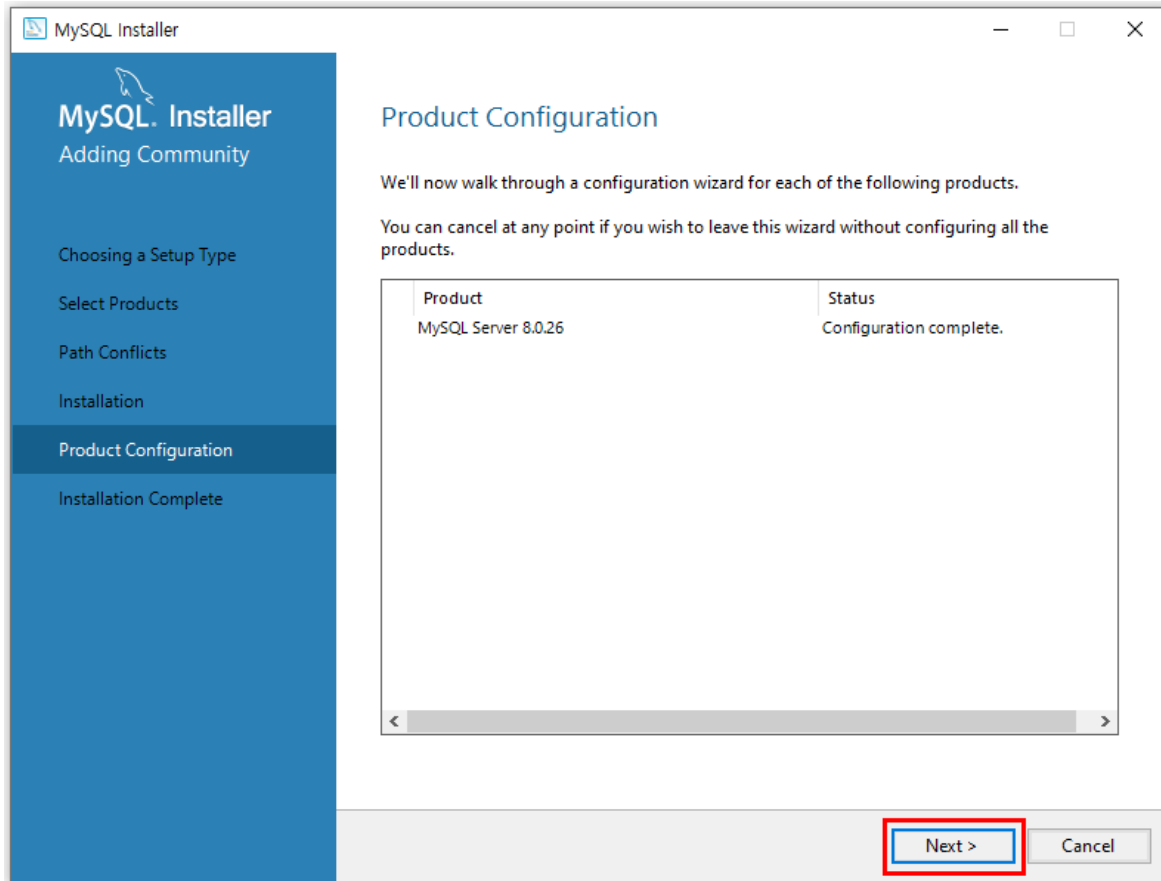 MySQL Installer
MySQL. Installer
Adding Community
Choosing a Setup Type
Select Products
Path Conflicts
Installation
Product Configuration
Installation Complete
Product Configuration
We'll now walk through a configuration wizard for each of the following products.
You can cancel at any point if you wish to leave this wizard without configuring all the
products.
Product Status
MySQL Server 8.0.26 Configuration complete.
Next > Cancel